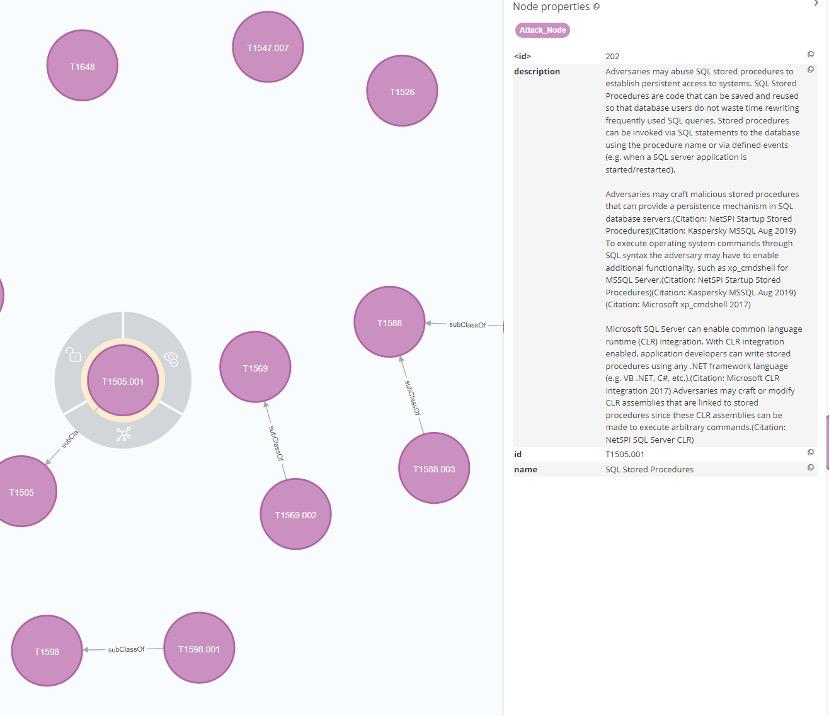 Node properties
Attack_Node
<id> 202
description Adversaries may abuse SQL stored procedures to
establish persistent access to systems. SQL Stored
Procedures are code that can be saved and reused
so that database users do not waste time rewriting
frequently used SQL queries. Stored procedures
can be invoked via SQL statements to the database
using the procedure name or via defined events
(e.g. when a SQL server application is
started/restarted).
Adversaries may craft malicious stored procedures
that can provide a persistence mechanism in SQL
database servers.(Citation: NetSPI Startup Stored
Procedures)(Citation: Kaspersky MSSQL Aug 2019)
To execute operating system commands through
SQL syntax the adversary may have to enable
additional functionality, such as xp_cmdshell for
MSSQL Server.(Citation: NetSPI Startup Stored
Procedures)(Citation: Kaspersky MSSQL Aug 2019)
(Citation: Microsoft xp_cmdshell 2017)
Microsoft SQL Server can enable common language
runtime (CLR) integration. With CLR integration
enabled, application developers can write stored
procedures using any .NET framework language
(e.g. VB .NET, C#, etc.).(Citation: Microsoft CLR
Integration 2017) Adversaries may craft or modify
CLR assemblies that are linked to stored
procedures since these CLR assemblies can be
made to execute arbitrary commands.(Citation:
NetSPI SQL Server CLR)
id T1505.001
name SQL Stored Procedures
T1648
T1547.007
T1526
T1588
subClassOf
T1569
T1505.001
subClassOf
subClassOf
subCla
T1588.003
T1505
T1569.002
T1598
subClassOf
T1598.001